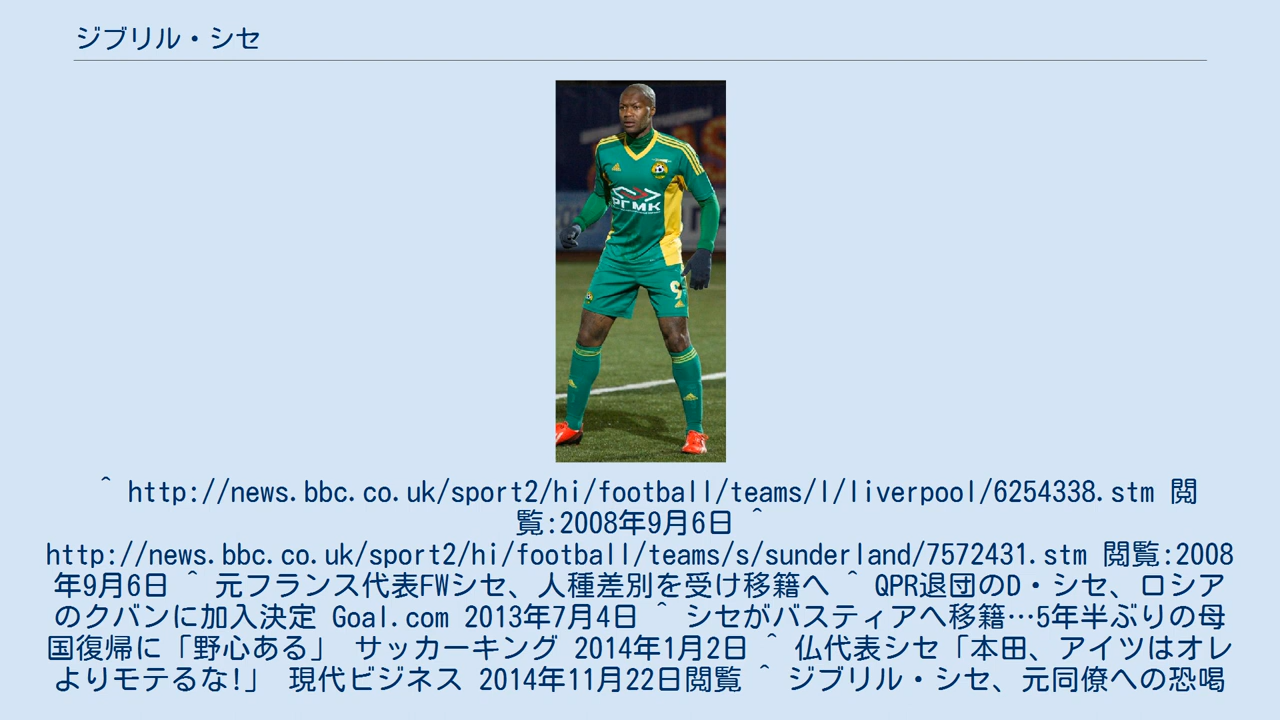 ジブリル・シセ
РГМК
9
^ http://news.bbc.co.uk/sport2/hi/football/teams/l/liverpool/6254338.stm 閲
覧:2008年9月6日 ^
http://news.bbc.co.uk/sport2/hi/football/teams/s/sunderland/7572431.stm 閲覧:2008
年9月6日 ^ 元フランス代表FWシセ、人種差別を受け移籍へ ^ QPR退団のD・シセ、ロシア
のクバンに加入決定 Goal.com 2013年7月4日 ^ シセがバスティアへ移籍…5年半ぶりの母
国復帰に「野心ある」 サッカーキング 2014年1月2日 ^ 仏代表シセ「本田、アイツはオレ
よりモテるな!」 現代ビジネス 2014年11月22日閲覧 ^ ジブリル・シセ、元同僚への恐喝